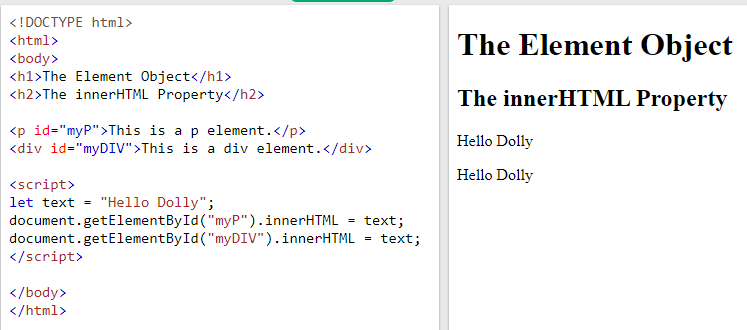 <!DOCTYPE html>
<html>
<body>
<h1>The Element Object</h1>
<h2>The innerHTML Property</h2>
<p id="myP">This is a p element.</p>
<div id="myDIV">This is a div element.</div>
<script>
let text = "Hello Dolly";
document.getElementById("myP").innerHTML = text;
document.getElementById("myDIV").innerHTML = text;
</script>
</body>
</html>
The Element Object
The innerHTML Property
Hello Dolly
Hello Dolly